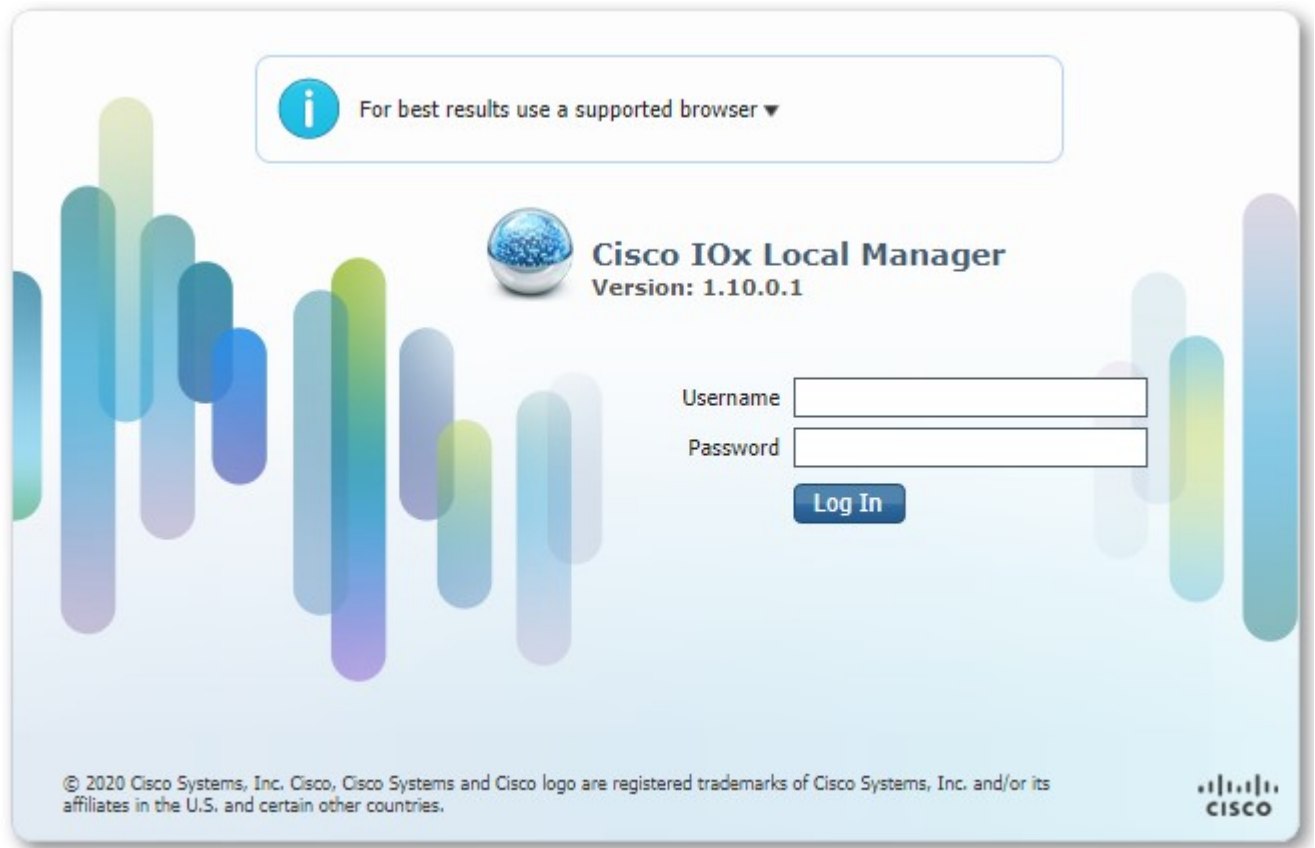 For best results use a supported browser ▾
Cisco IOx Local Manager
Version: 1.10.0.1
Username
Password
Log In
© 2020 Cisco Systems, Inc. Cisco, Cisco Systems and Cisco logo are registered trademarks of Cisco Systems, Inc. and/or its
affiliates in the U.S. and certain other countries.
CISCO